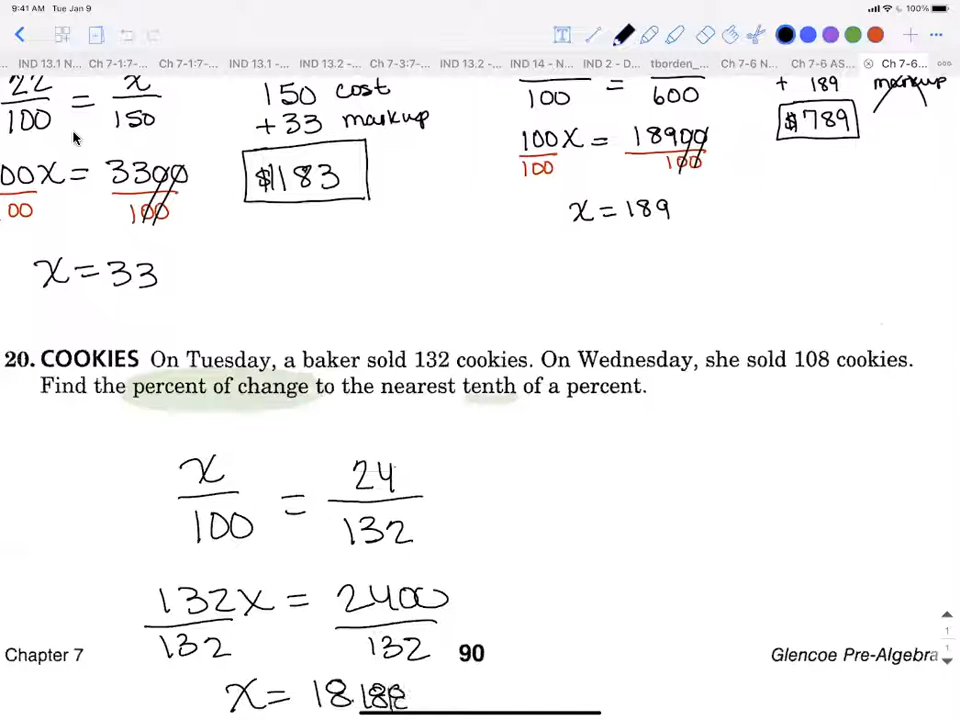 9:41 AM Tue Jan 9
100%
... IND 13.1 N... Ch 7-1:7-... Ch 7-1:7-... IND 13.1 -... IND 13.2 -... Ch 7-3:7-... IND 13.2 -... IND 14 - N... IND 2 - D... tborden_... Ch 7-6 N... Ch 7-6 AS... Ch 7-6...
22/100 = x/150
150 cost
+33 markup
$183
00x = 3300
00 100
x = 33
100 = 600
100x = 18900
100 100
x = 189
+ 189 markup
$789
20. COOKIES On Tuesday, a baker sold 132 cookies. On Wednesday, she sold 108 cookies.
Find the percent of change to the nearest tenth of a percent.
x/100 = 24/132
132x = 2400
132 132
x = 18.18
Chapter 7 90 Glencoe Pre-Algebra
1
1